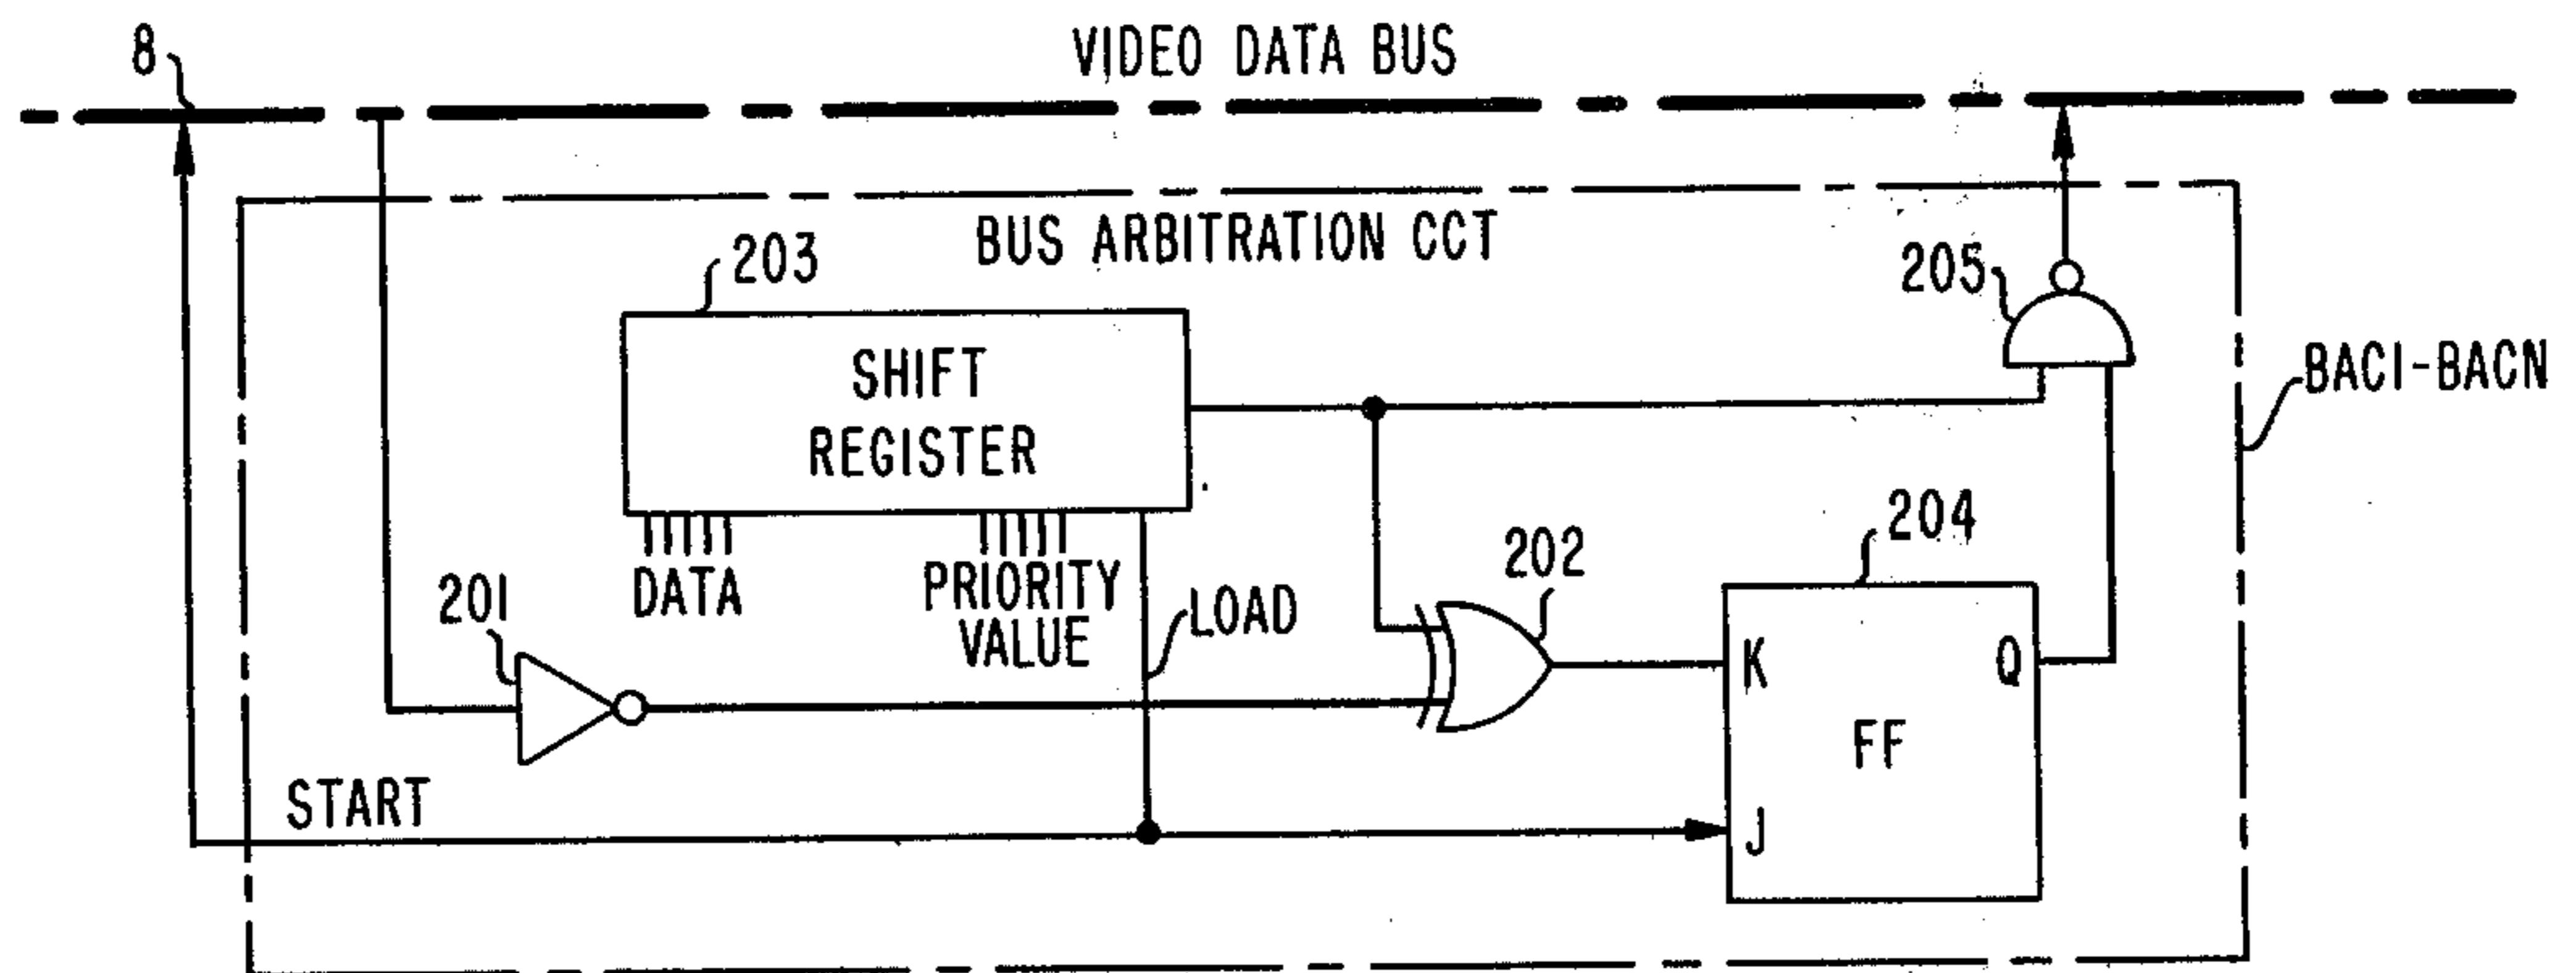 8
VIDEO DATA BUS
BUS ARBITRATION CCT
203
205
SHIFT
REGISTER
BACI-BACN
204
202
DATA
PRIORITY
VALUE
LOAD
201
K
Q
FF
START
J